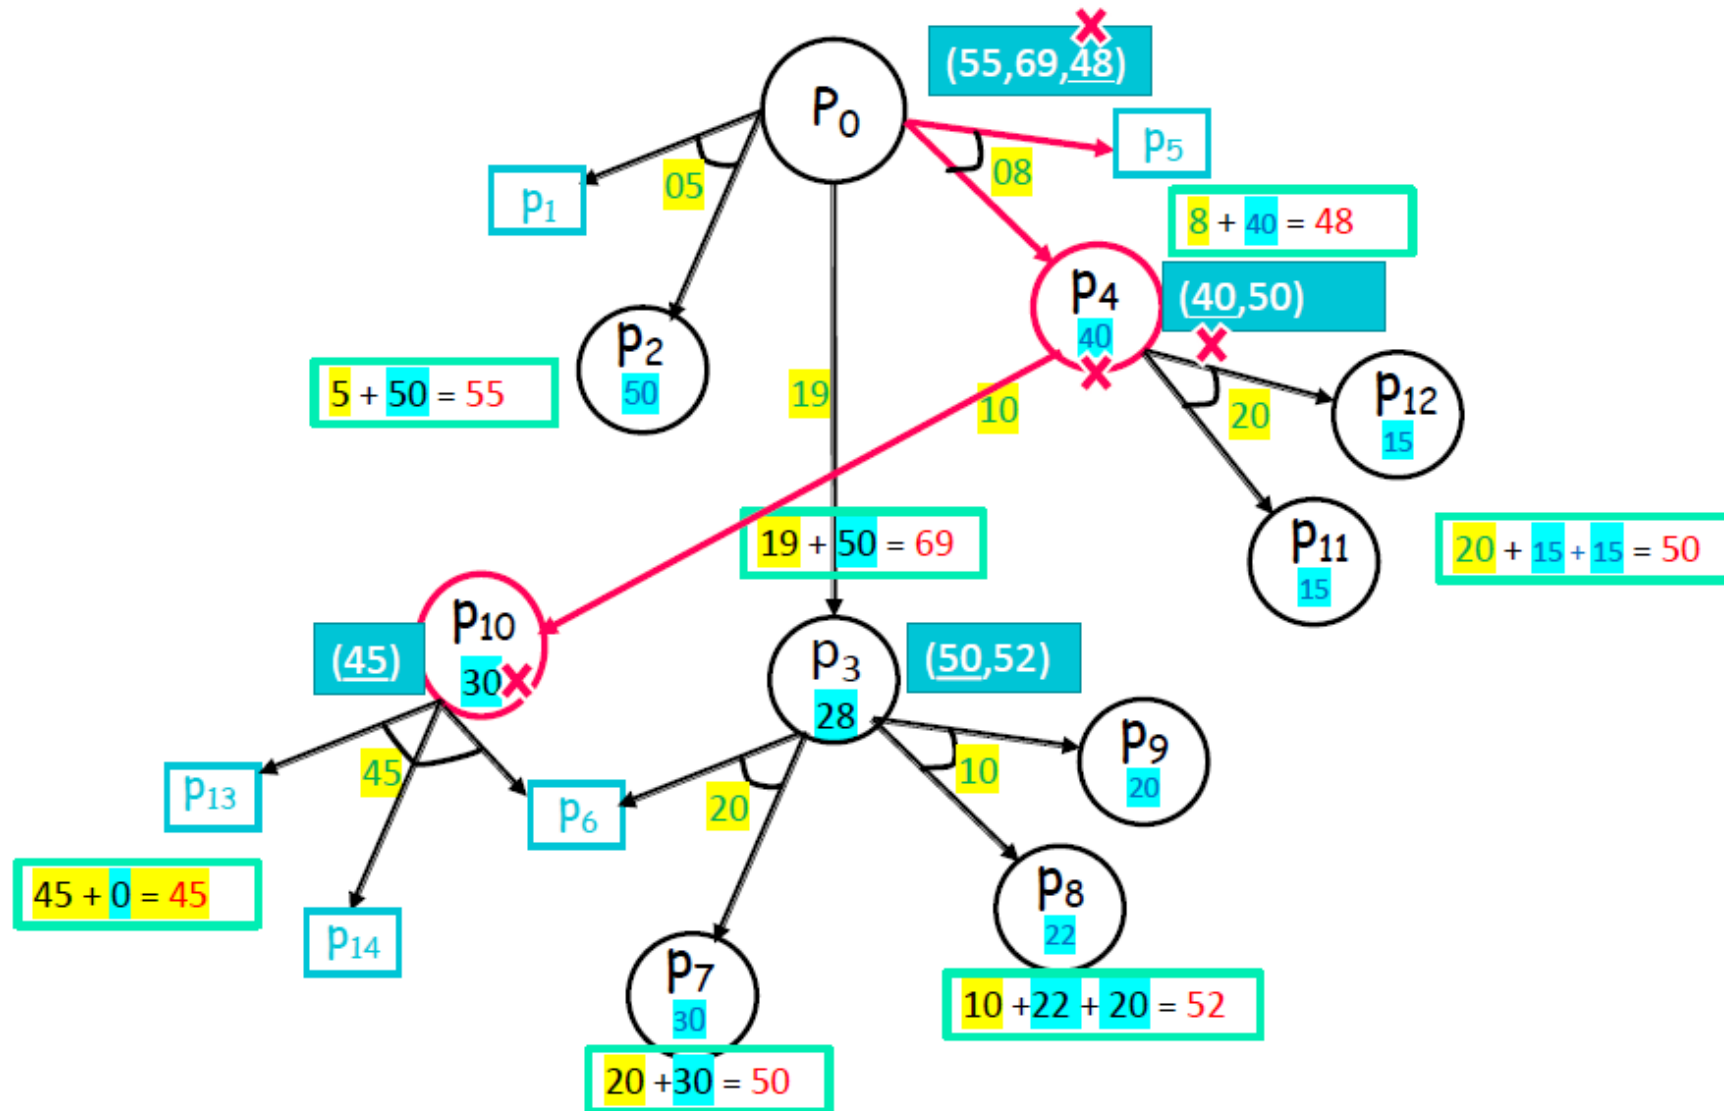 (55,69,48)
P0
p5
p1
05
08
8 + 40 = 48
p4
40
(40,50)
p2
50
5 + 50 = 55
19
10
20
p12
15
19 + 50 = 69
p11
15
20 + 15 + 15 = 50
p10
30
(45)
p3
28
(50,52)
p9
20
p13
45
p6
20
10
45 + 0 = 45
p14
p8
22
p7
30
10 +22 + 20 = 52
20 +30 = 50